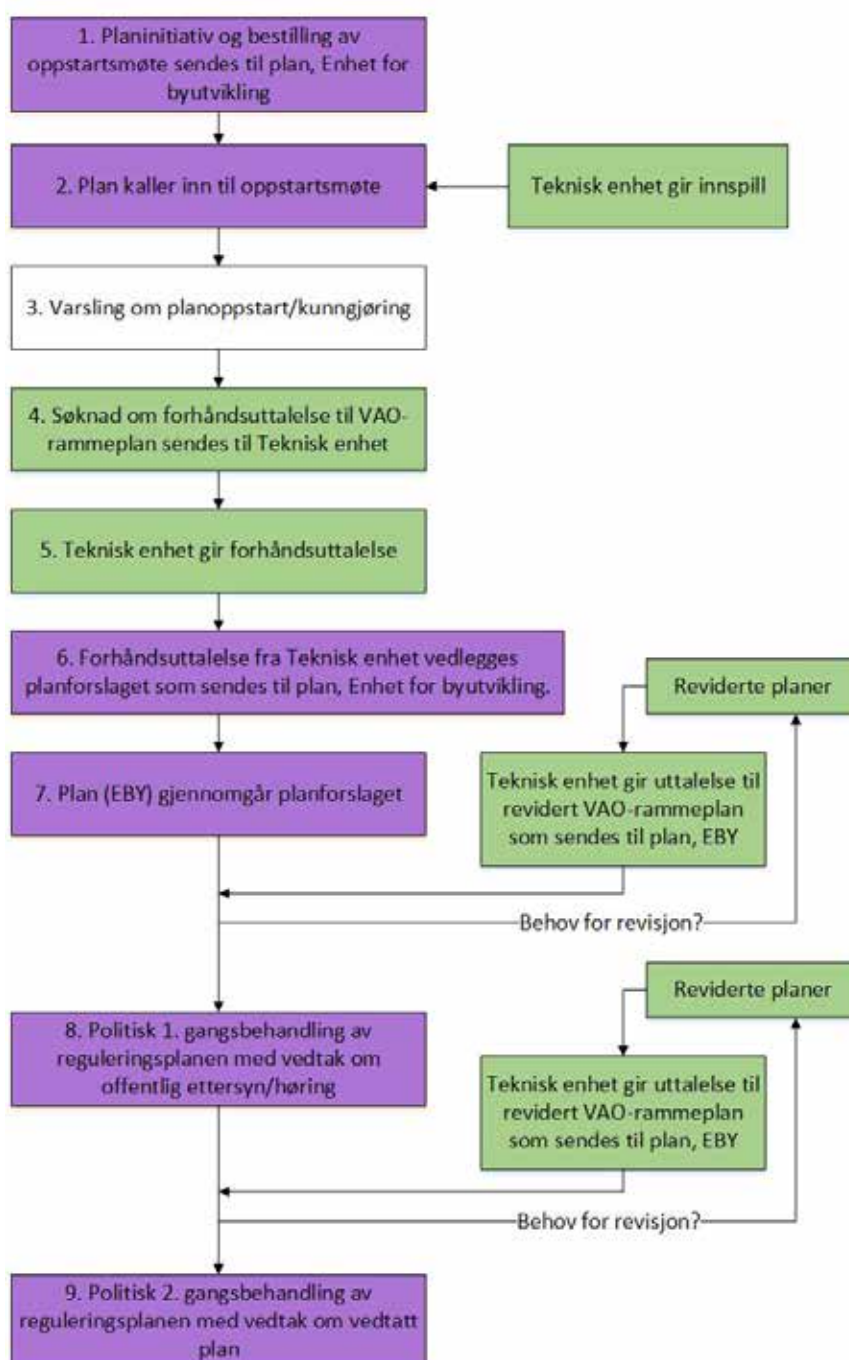 1. Planinitiativ og bestilling av
oppstartsmøte sendes til plan, Enhet for
byutvikling
2. Plan kaller inn til oppstartsmøte
Teknisk enhet gir innspill
3. Varsling om planoppstart/kunngjøring
4. Søknad om forhåndsuttalelse til VAO-
rammeplan sendes til Teknisk enhet
5. Teknisk enhet gir forhåndsuttalelse
6. Forhåndsuttalelse fra Teknisk enhet vedlegges
planforslaget som sendes til plan, Enhet for byutvikling.
Reviderte planer
7. Plan (EBY) gjennomgår planforslaget
Teknisk enhet gir uttalelse til
revidert VAO-rammeplan
som sendes til plan, EBY
Behov for revisjon?
Reviderte planer
8. Politisk 1. gangsbehandling av
reguleringsplanen med vedtak om
offentlig ettersyn/høring
Teknisk enhet gir uttalelse til
revidert VAO-rammeplan
som sendes til plan, EBY
Behov for revisjon?
9. Politisk 2. gangsbehandling av
reguleringsplanen med vedtak om vedtatt
plan